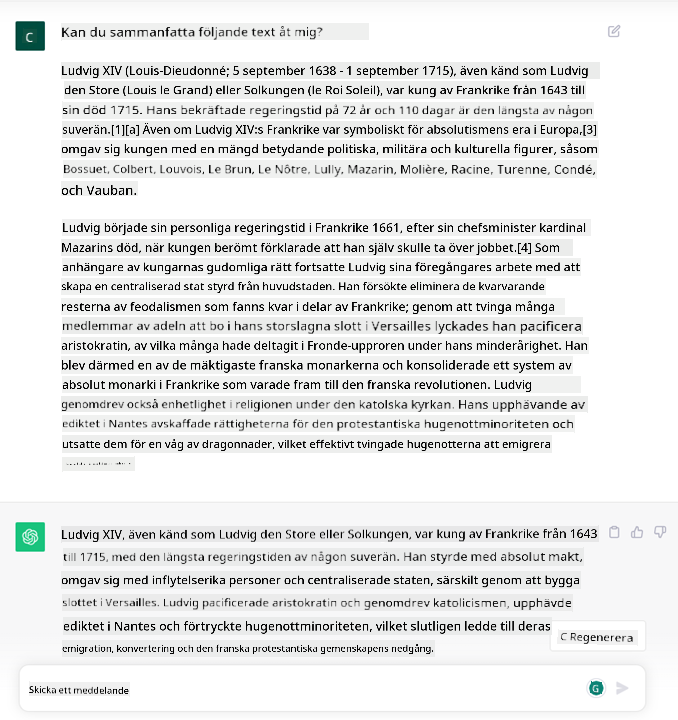 C
Kan du sammanfatta följande text åt mig?
Ludvig XIV (Louis-Dieudonné; 5 september 1638 - 1 september 1715), även känd som Ludvig
den Store (Louis le Grand) eller Solkungen (le Roi Soleil), var kung av Frankrike från 1643 till
sin död 1715. Hans bekräftade regeringstid på 72 år och 110 dagar är den längsta av någon
suverän.[1][a] Även om Ludvig XIV:s Frankrike var symboliskt för absolutismens era i Europa,[3]
omgav sig kungen med en mängd betydande politiska, militära och kulturella figurer, såsom
Bossuet, Colbert, Louvois, Le Brun, Le Nôtre, Lully, Mazarin, Molière, Racine, Turenne, Condé,
och Vauban.
Ludvig började sin personliga regeringstid i Frankrike 1661, efter sin chefsminister kardinal
Mazarins död, när kungen berömt förklarade att han själv skulle ta över jobbet.[4] Som
anhängare av kungarnas gudomliga rätt fortsatte Ludvig sina föregångares arbete med att
skapa en centraliserad stat styrd från huvudstaden. Han försökte eliminera de kvarvarande
resterna av feodalismen som fanns kvar i delar av Frankrike; genom att tvinga många
medlemmar av adeln att bo i hans storslagna slott i Versailles lyckades han pacificera
aristokratin, av vilka många hade deltagit i Fronde-upproren under hans minderårighet. Han
blev därmed en av de mäktigaste franska monarkerna och konsoliderade ett system av
absolut monarki i Frankrike som varade fram till den franska revolutionen. Ludvig
genomdrev också enhetlighet i religionen under den katolska kyrkan. Hans upphävande av
ediktet i Nantes avskaffade rättigheterna för den protestantiska hugenottminoriteten och
utsatte dem för en våg av dragonnader, vilket effektivt tvingade hugenotterna att emigrera
Ludvig XIV, även känd som Ludvig den Store eller Solkungen, var kung av Frankrike från 1643
till 1715, med den längsta regeringstiden av någon suverän. Han styrde med absolut makt,
omgav sig med inflytelserika personer och centraliserade staten, särskilt genom att bygga
slottet i Versailles. Ludvig pacificerade aristokratin och genomdrev katolicismen, upphävde
ediktet i Nantes och förtryckte hugenottminoriteten, vilket slutligen ledde till deras
emigration, konvertering och den franska protestantiska gemenskapens nedgång.
C Regenerera
Skicka ett meddelande
G